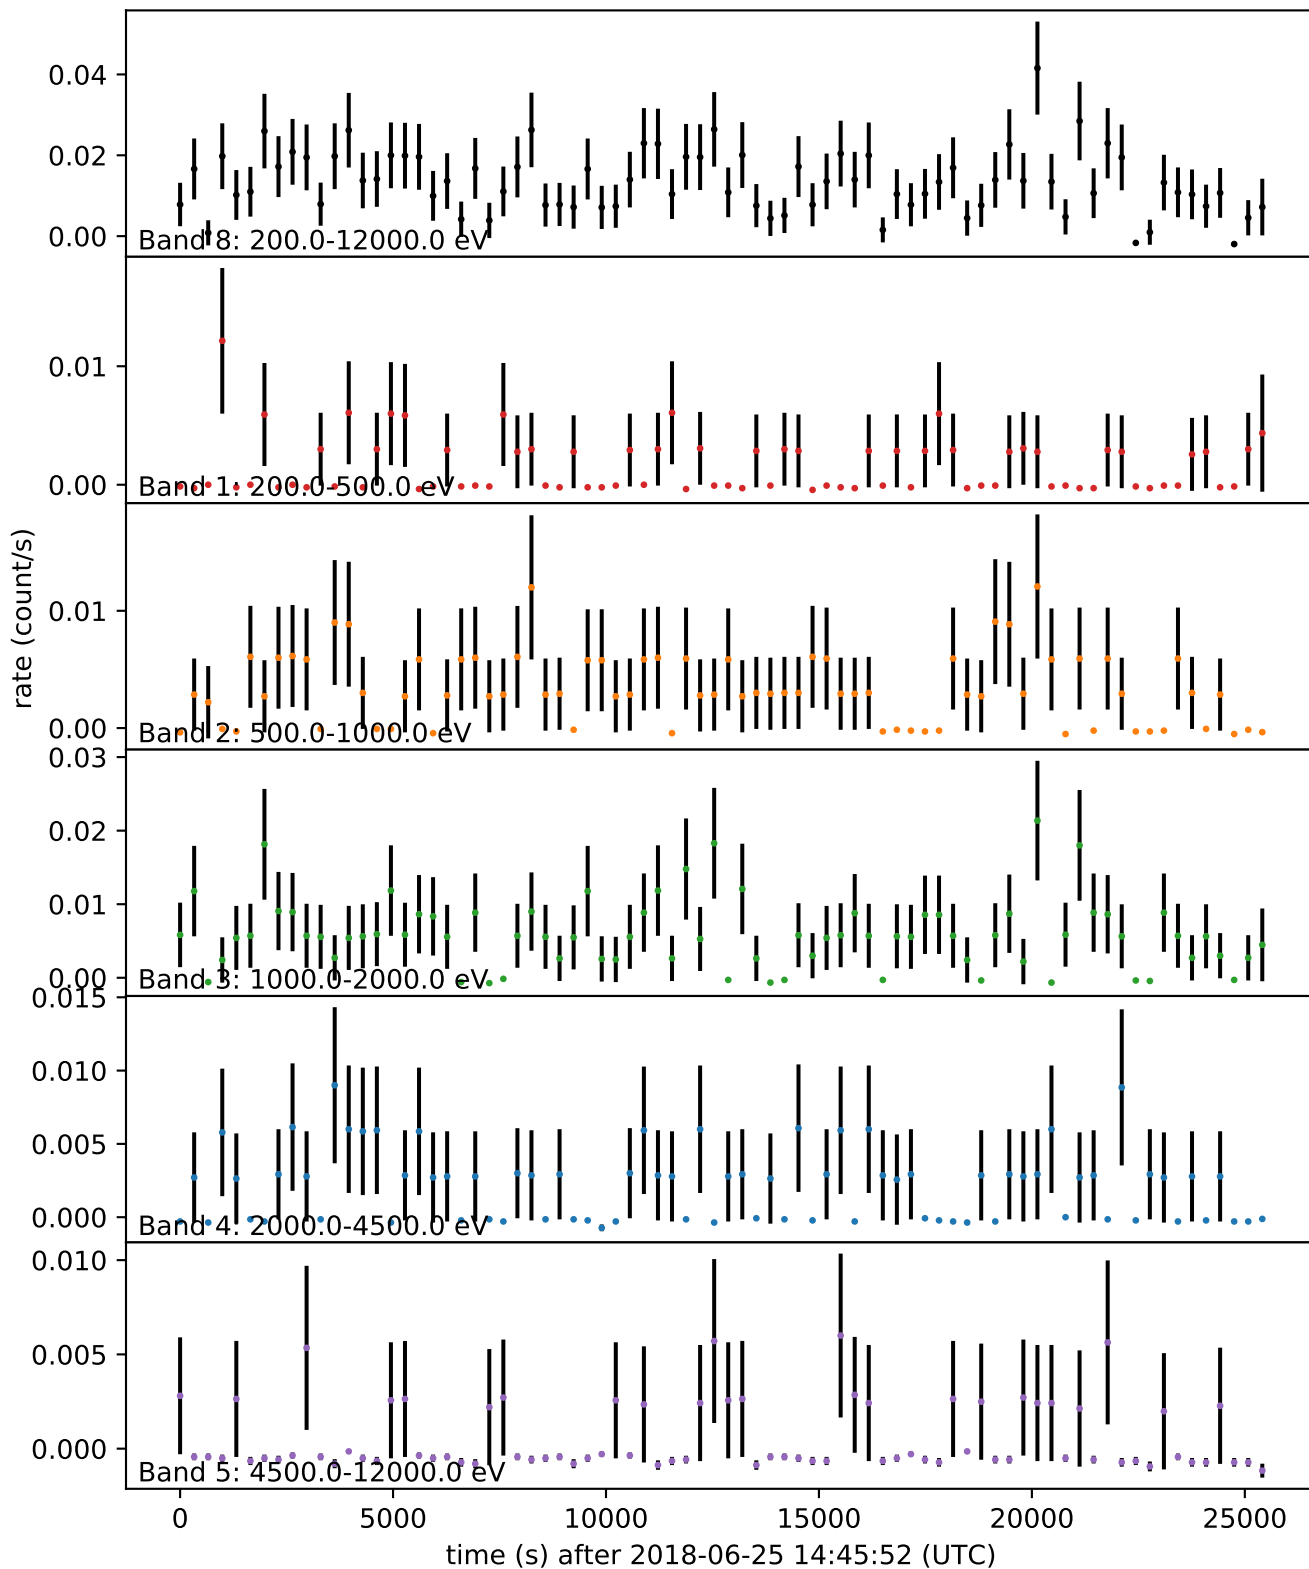 0.04
0.02
0.00
Band 8: 200.0-12000.0 eV
0.01
0.00
Band 1: 200.0-500.0 eV
0.01
0.00
Band 2: 500.0-1000.0 eV
rate (count/s)
0.03
0.02
0.01
0.00
Band 3: 1000.0-2000.0 eV
0.015
0.010
0.005
0.000
Band 4: 2000.0-4500.0 eV
0.010
0.005
0.000
Band 5: 4500.0-12000.0 eV
0 5000 10000 15000 20000 25000
time (s) after 2018-06-25 14:45:52 (UTC)